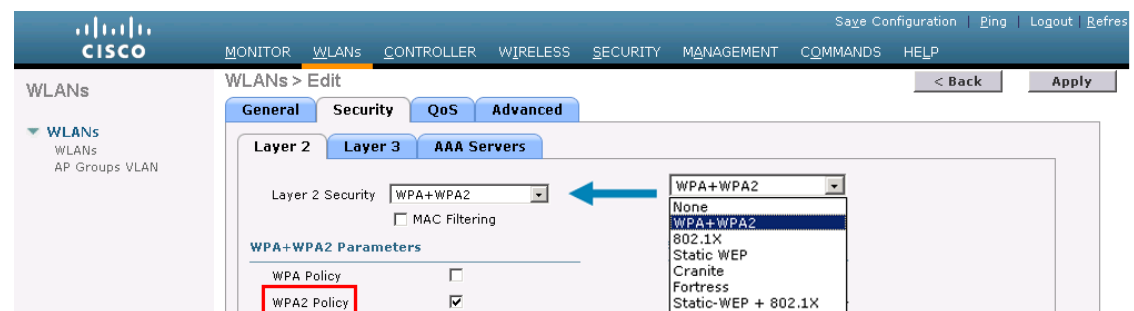 Save Configuration | Ping | Logout | Refres
CISCO MONITOR WLANs CONTROLLER WIRELESS SECURITY MANAGEMENT COMMANDS HELP
WLANs
WLANs
WLANs
AP Groups VLAN
WLANs > Edit
< Back Apply
General Security QoS Advanced
Layer 2 Layer 3 AAA Servers
Layer 2 Security WPA+WPA2
MAC Filtering
WPA+WPA2 Parameters
WPA Policy
WPA2 Policy
WPA+WPA2
None
WPA+WPA2
802.1X
Static WEP
Cranite
Fortress
Static-WEP + 802.1X